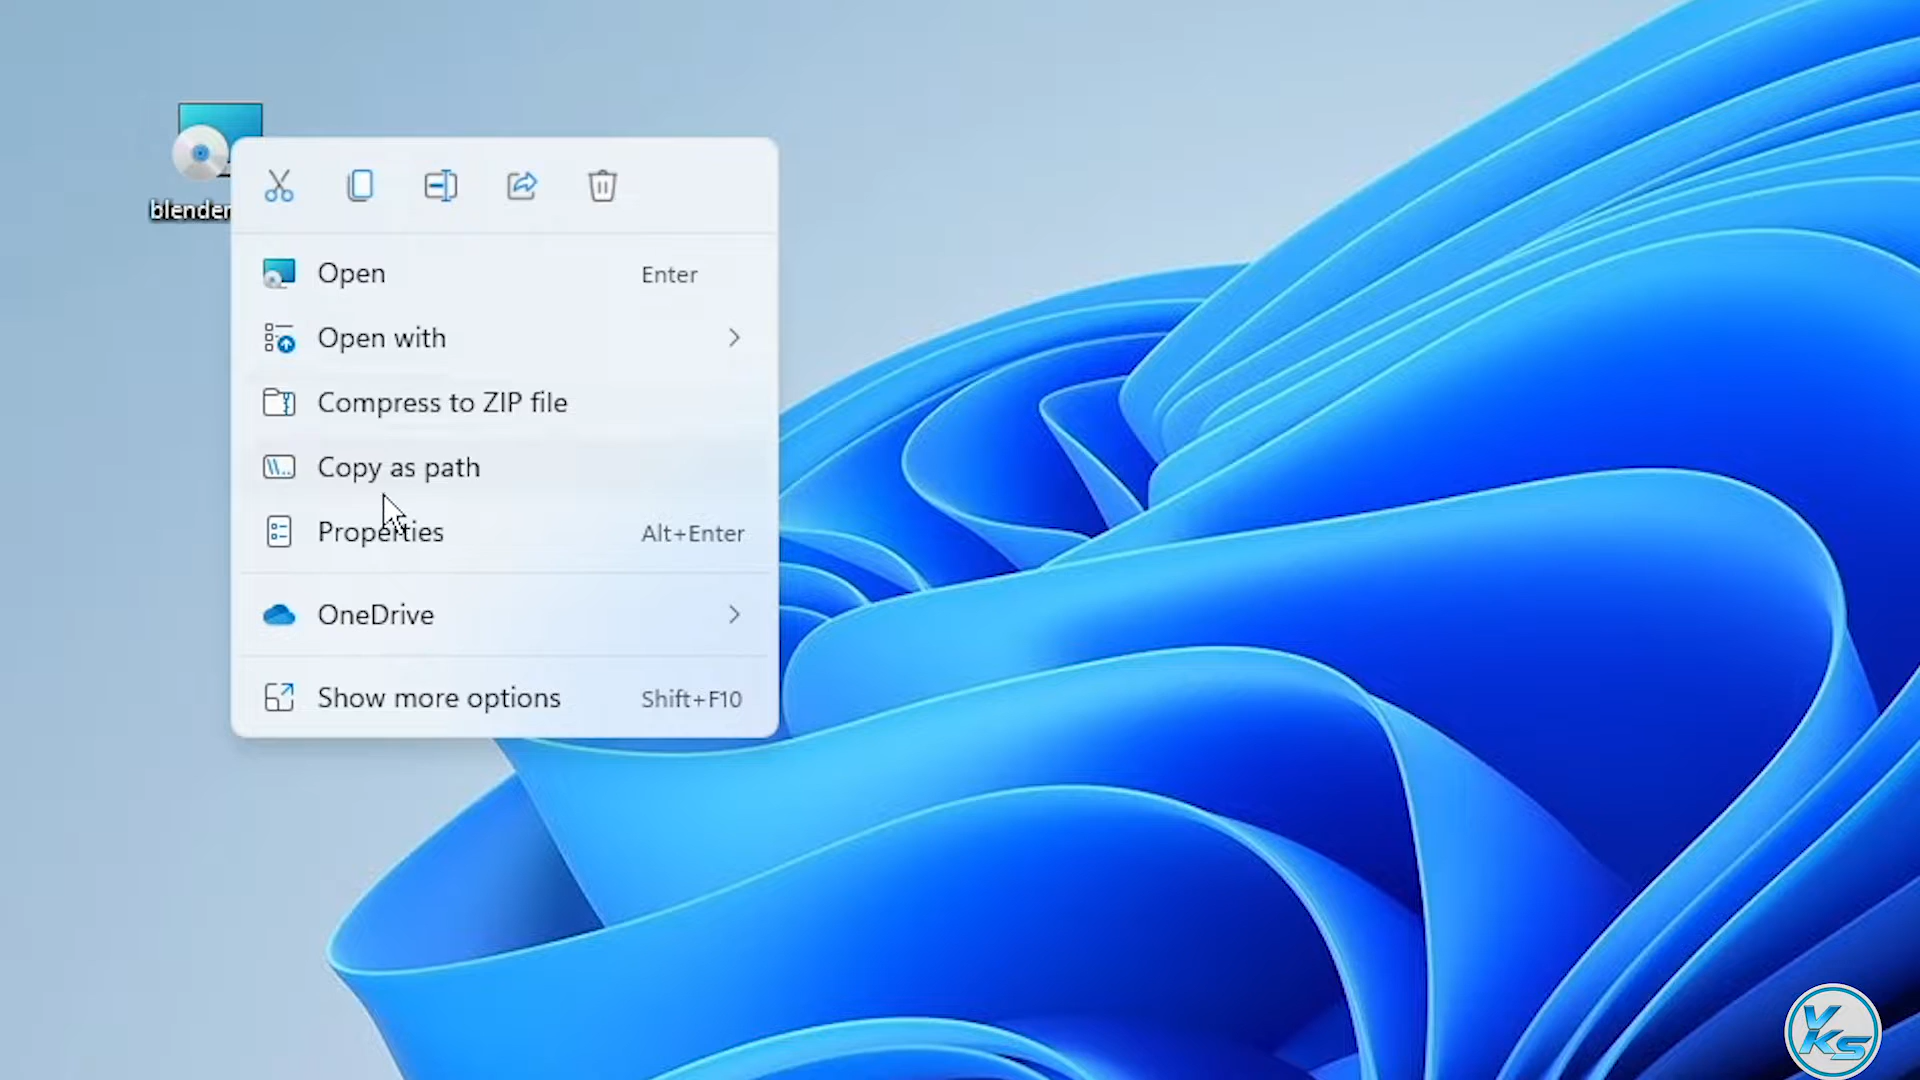 blender
Open Enter
Open with
Compress to ZIP file
Copy as path
Properties Alt+Enter
OneDrive
Show more options Shift+F10
VKS